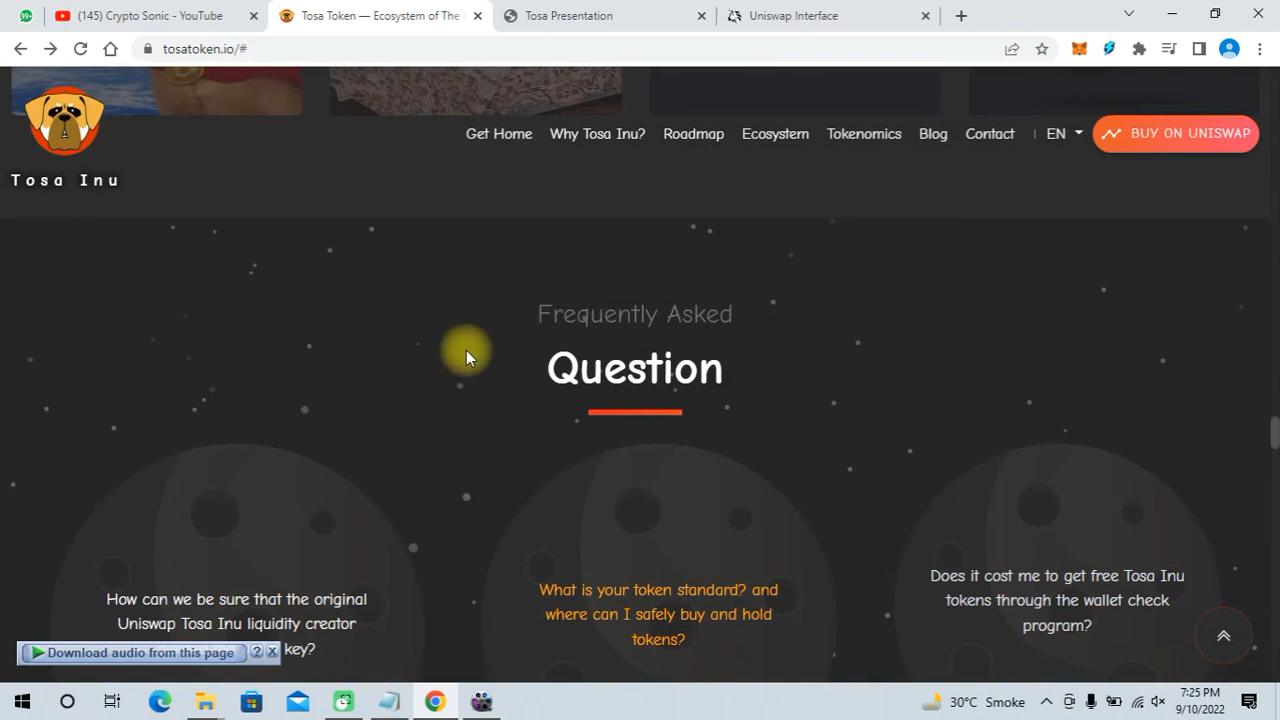 99+
(145) Crypto Sonic - YouTube
Tosa Token — Ecosystem of The
Tosa Presentation
Uniswap Interface
tosatoken.io/#
Get Home
Why Tosa Inu?
Roadmap
Ecosystem
Tokenomics
Blog
Contact
EN
BUY ON UNISWAP
Tosa Inu
Frequently Asked
Question
How can we be sure that the original
Uniswap Tosa Inu liquidity creator
key?
What is your token standard? and
where can I safely buy and hold
tokens?
Does it cost me to get free Tosa Inu
tokens through the wallet check
program?
Download audio from this page
?
30°C Smoke
7:25 PM
9/10/2022